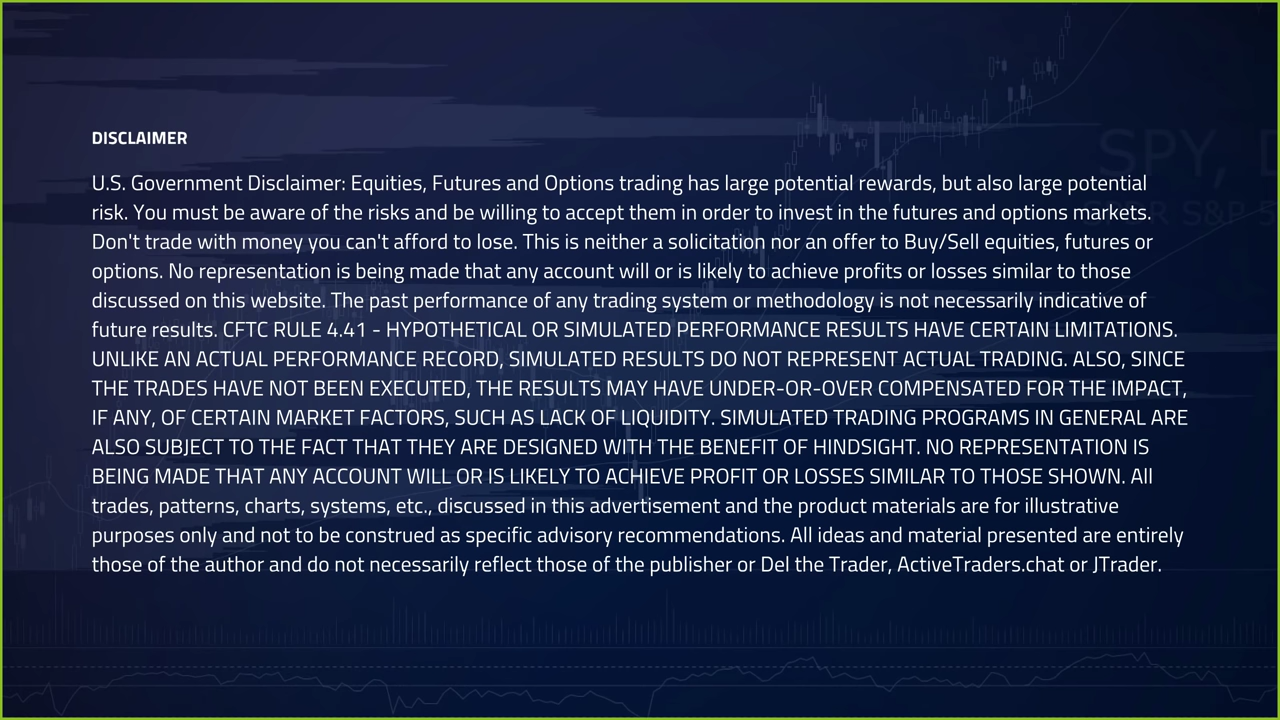 DISCLAIMER
U.S. Government Disclaimer: Equities, Futures and Options trading has large potential rewards, but also large potential
risk. You must be aware of the risks and be willing to accept them in order to invest in the futures and options markets.
Don't trade with money you can't afford to lose. This is neither a solicitation nor an offer to Buy/Sell equities, futures or
options. No representation is being made that any account will or is likely to achieve profits or losses similar to those
discussed on this website. The past performance of any trading system or methodology is not necessarily indicative of
future results. CFTC RULE 4.41 - HYPOTHETICAL OR SIMULATED PERFORMANCE RESULTS HAVE CERTAIN LIMITATIONS.
UNLIKE AN ACTUAL PERFORMANCE RECORD, SIMULATED RESULTS DO NOT REPRESENT ACTUAL TRADING. ALSO, SINCE
THE TRADES HAVE NOT BEEN EXECUTED, THE RESULTS MAY HAVE UNDER-OR-OVER COMPENSATED FOR THE IMPACT,
IF ANY, OF CERTAIN MARKET FACTORS, SUCH AS LACK OF LIQUIDITY. SIMULATED TRADING PROGRAMS IN GENERAL ARE
ALSO SUBJECT TO THE FACT THAT THEY ARE DESIGNED WITH THE BENEFIT OF HINDSIGHT. NO REPRESENTATION IS
BEING MADE THAT ANY ACCOUNT WILL OR IS LIKELY TO ACHIEVE PROFIT OR LOSSES SIMILAR TO THOSE SHOWN. All
trades, patterns, charts, systems, etc., discussed in this advertisement and the product materials are for illustrative
purposes only and not to be construed as specific advisory recommendations. All ideas and material presented are entirely
those of the author and do not necessarily reflect those of the publisher or Del the Trader, ActiveTraders.chat or JTrader.
SPY, D
S&P 5